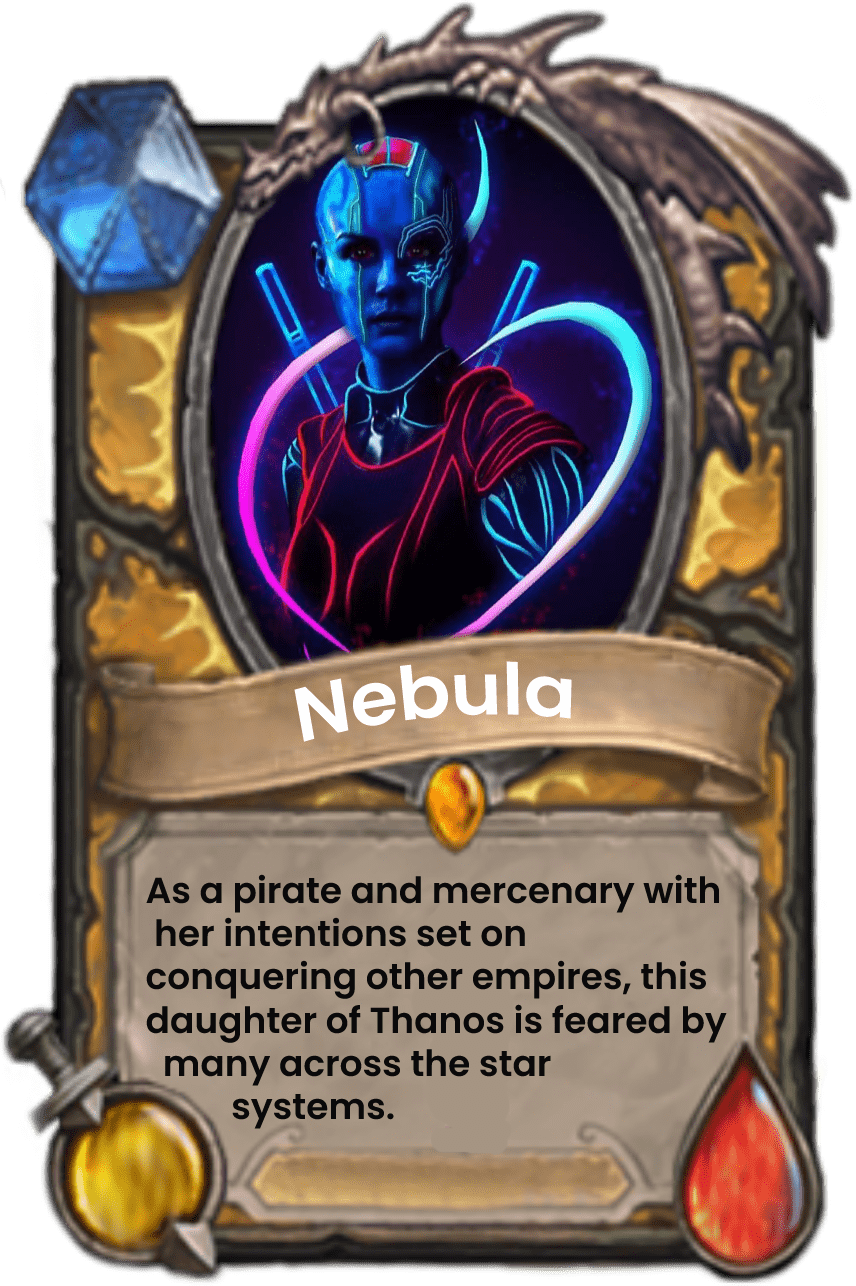 Nebula
As a pirate and mercenary with
her intentions set on
conquering other empires, this
daughter of Thanos is feared by
many across the star
systems.